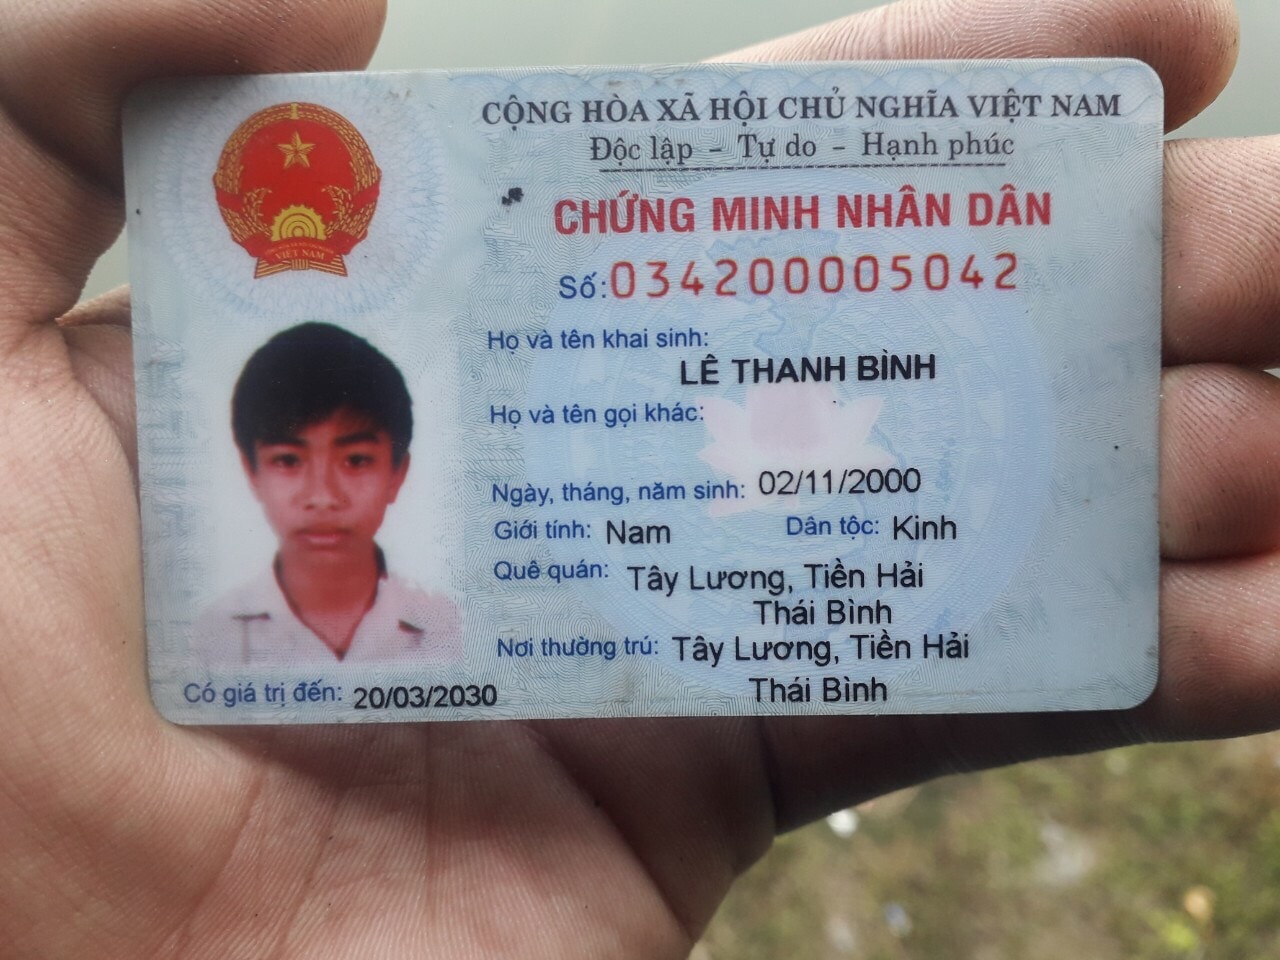 CỘNG HÒA XÃ HỘI CHỦ NGHĨA VIỆT NAM
Độc lập - Tự do - Hạnh phúc
CHỨNG MINH NHÂN DÂN
Số: 034200005042
Họ và tên khai sinh:
LÊ THANH BÌNH
Họ và tên gọi khác:
Ngày, tháng, năm sinh: 02/11/2000
Giới tính: Nam Dân tộc: Kinh
Quê quán: Tây Lương, Tiền Hải
Thái Bình
Nơi thường trú: Tây Lương, Tiền Hải
Thái Bình
Có giá trị đến: 20/03/2030
VIỆT NAM